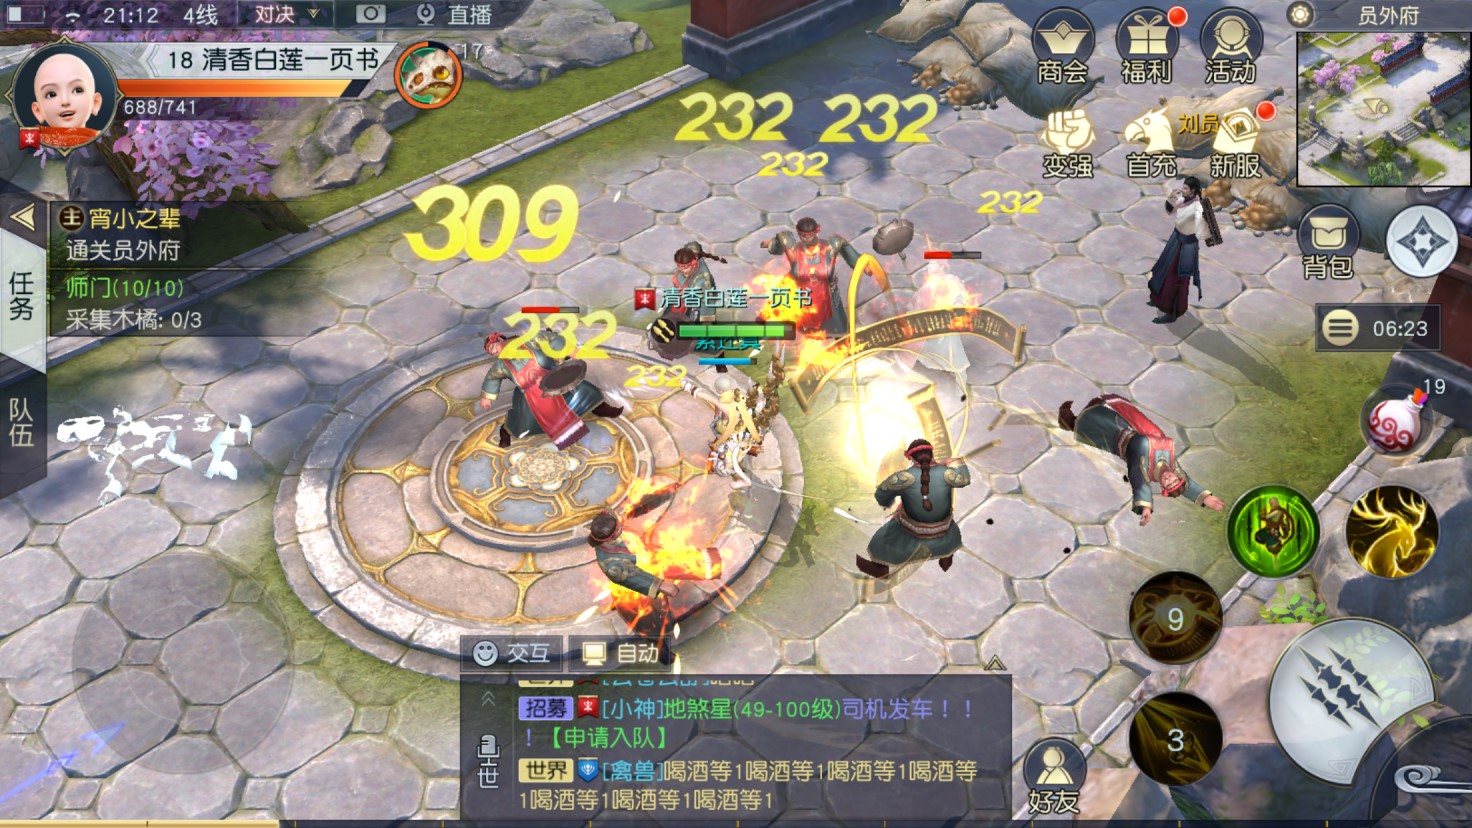 21:12 4线 对决 直播
18 清香白莲一页书
17
688/741
商会 福利 活动
变强 首充 新服
刘员
员外府
背包
06:23
19
主 宵小之辈
通关员外府
师门(10/10)
采集木橘: 0/3
任务
队伍
232 232
232
232
309
232
232
清香白莲一页书
素还真
交互 自动
招募 [小神]地煞星(49-100级)司机发车！！
！【申请入队】
世界 [禽兽]喝酒等1喝酒等1喝酒等1喝酒等
1喝酒等1喝酒等1喝酒等1
世
好友
9
3